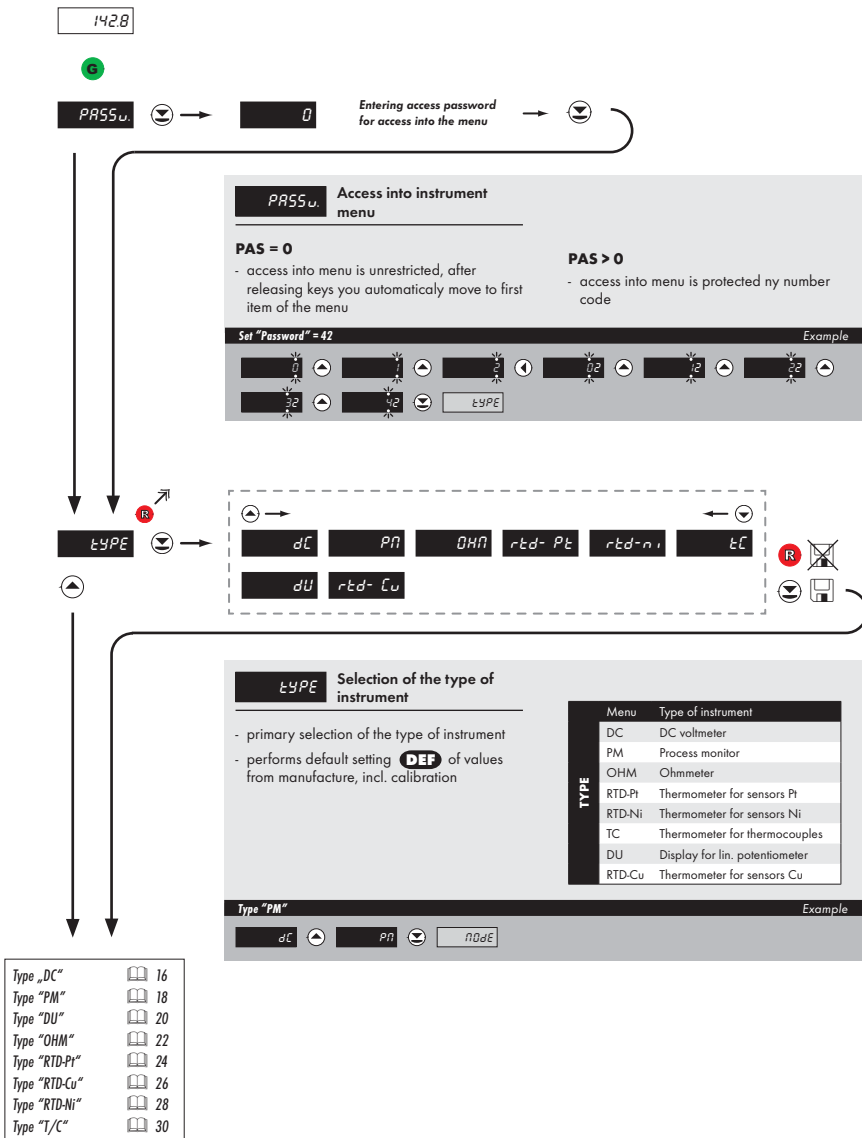 142.8
G
PASSw. 0 Entering access password
for access into the menu
PASSw. Access into instrument
menu
PAS = 0
- access into menu is unrestricted, after
releasing keys you automaticaly move to first
item of the menu
PAS > 0
- access into menu is protected ny number
code
Set "Password" = 42 Example
0 1 2 02 12 22
32 42 tYPE
R
tYPE dC PM OHM rtd- Pt rtd-ni tC
dU rtd- Cu
R
tYPE Selection of the type of
instrument
- primary selection of the type of instrument
- performs default setting DEF of values
from manufacture, incl. calibration
TYPE
Menu Type of instrument
DC DC voltmeter
PM Process monitor
OHM Ohmmeter
RTD-Pt Thermometer for sensors Pt
RTD-Ni Thermometer for sensors Ni
TC Thermometer for thermocouples
DU Display for lin. potentiometer
RTD-Cu Thermometer for sensors Cu
Type "PM" Example
dC PM MOdE
Type „DC" 16
Type "PM" 18
Type "DU" 20
Type "OHM" 22
Type "RTD-Pt" 24
Type "RTD-Cu" 26
Type "RTD-Ni" 28
Type "T/C" 30